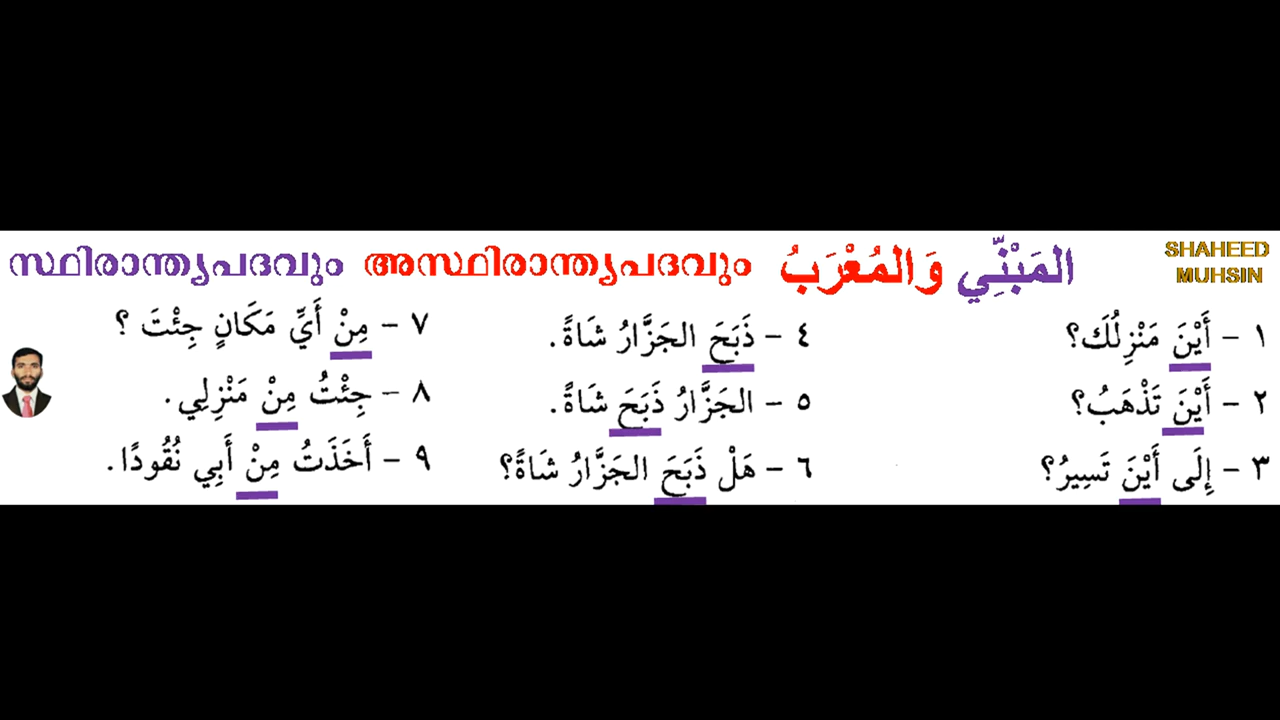 SHAHEED
MUHSIN
المَبْنِّي وَالمُعْرَبُ അസ്ഥിരാന്ത്യപദവും സ്ഥിരാന്ത്യപദവും
١ - أَيْنَ مَنْزِلُكَ؟
٢ - أَيْنَ تَذْهَبُ؟
٣ - إِلَى أَيْنَ تَسِيرُ؟
٤ - ذَبَحَ الجَزَّارُ شَاةً.
٥ - الجَزَّارُ ذَبَحَ شَاةً.
٦ - هَلْ ذَبَحَ الجَزَّارُ شَاةً؟
٧ - مِنْ أَيِّ مَكَانٍ جِئْتَ ؟
٨ - جِئْتُ مِنْ مَنْزِلِي.
٩ - أَخَذَتُ مِنْ أَبِي نُقُودًا.